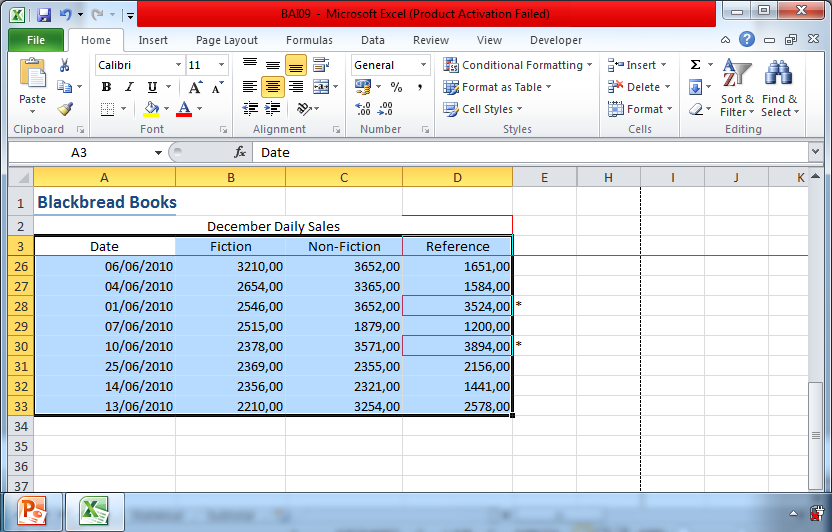 BAI09 - Microsoft Excel (Product Activation Failed)
File Home Insert Page Layout Formulas Data Review View Developer
Calibri 11 General Conditional Formatting Insert
Paste B I U % , Format as Table Delete Sort & Find &
A Cell Styles Format Filter Select
Clipboard Font Alignment Number Styles Cells Editing
A3 fx Date
A B C D E H I J K
1 Blackbread Books
2 December Daily Sales
3 Date Fiction Non-Fiction Reference
26 06/06/2010 3210,00 3652,00 1651,00
27 04/06/2010 2654,00 3365,00 1584,00
28 01/06/2010 2546,00 3652,00 3524,00 *
29 07/06/2010 2515,00 1879,00 1200,00
30 10/06/2010 2378,00 3571,00 3894,00 *
31 25/06/2010 2369,00 2355,00 2156,00
32 14/06/2010 2356,00 2321,00 1441,00
33 13/06/2010 2210,00 3254,00 2578,00
34
35
36
37